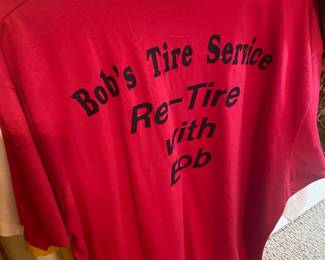 Bob's Tire Service
Re-Tire
With
Bob